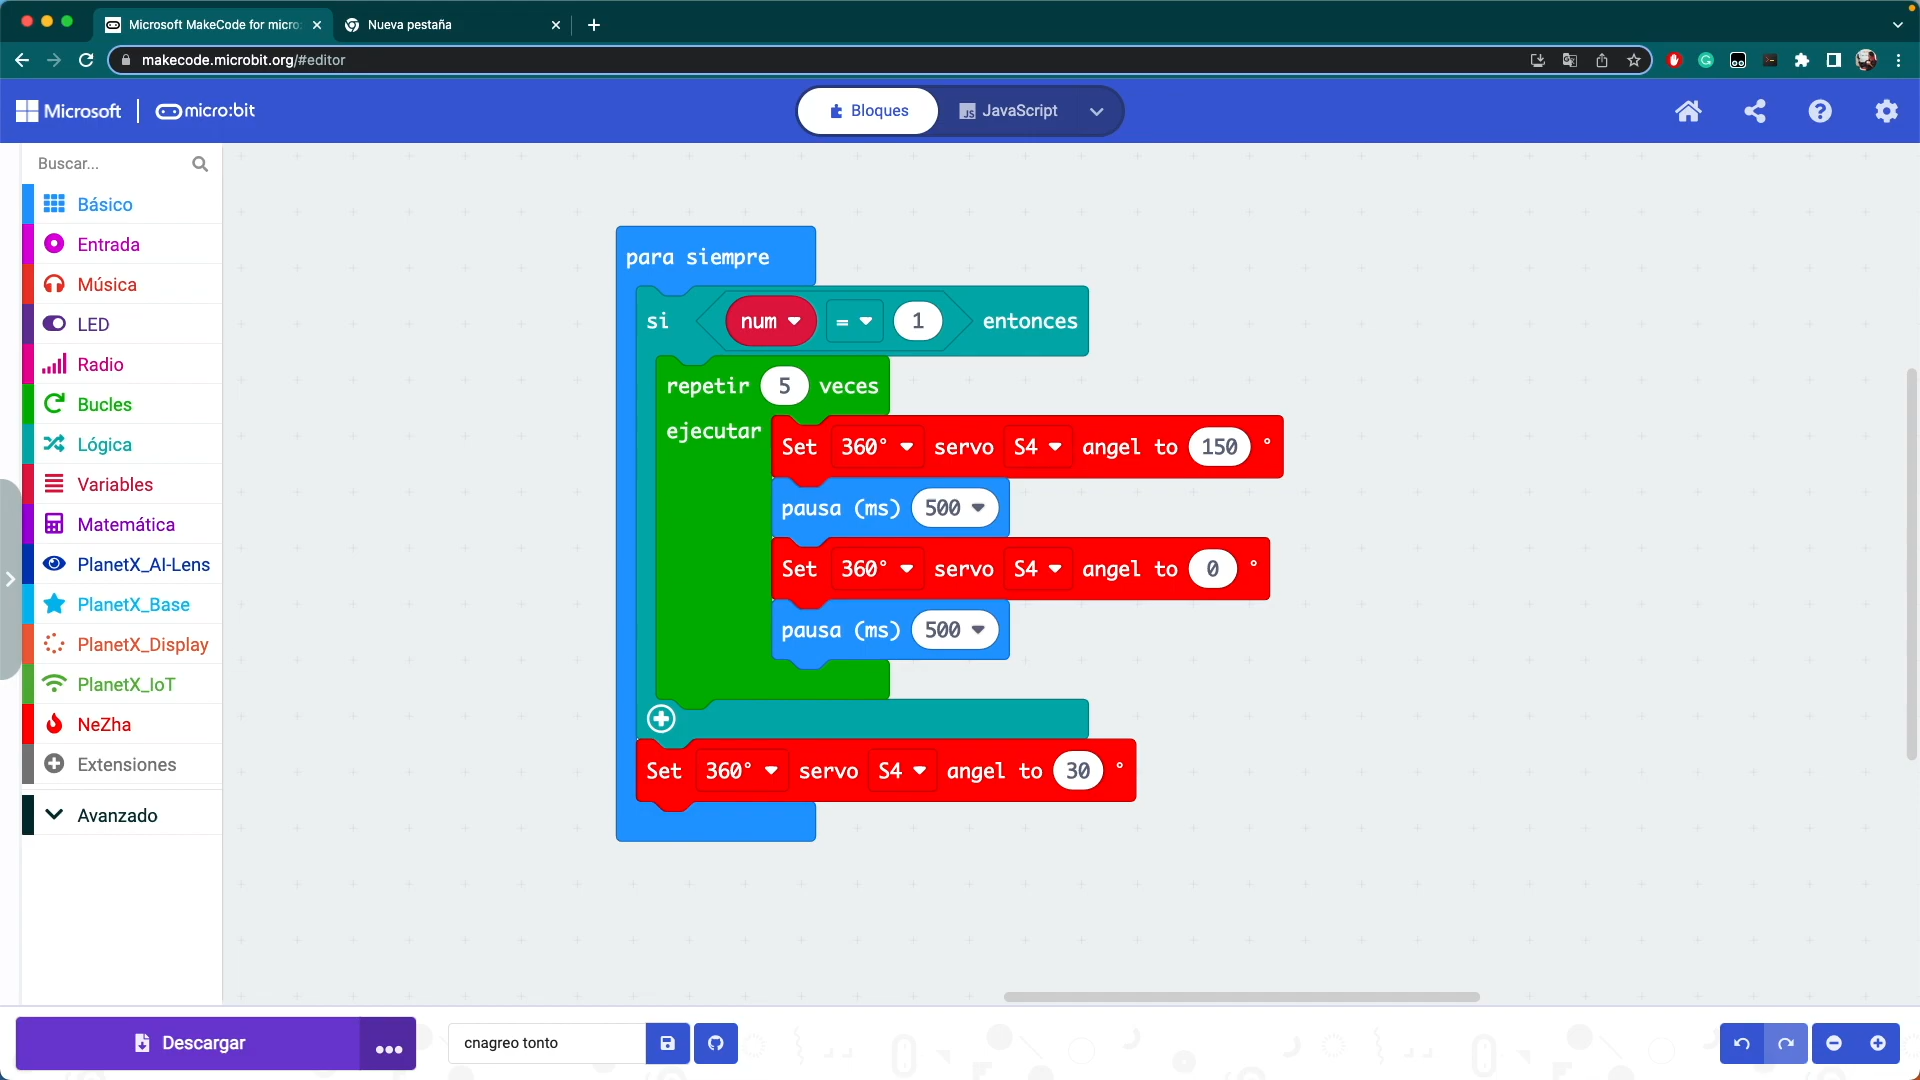 Microsoft MakeCode for micro:
Nueva pestaña
makecode.microbit.org/#editor
Microsoft
micro:bit
Bloques
JS JavaScript
Buscar...
Básico
Entrada
Música
LED
Radio
Bucles
Lógica
Variables
Matemática
PlanetX_AI-Lens
PlanetX_Base
PlanetX_Display
PlanetX_IoT
NeZha
Extensiones
Avanzado
para siempre
si num = 1 entonces
repetir 5 veces
ejecutar
Set 360° servo S4 angel to 150 °
pausa (ms) 500
Set 360° servo S4 angel to 0 °
pausa (ms) 500
Set 360° servo S4 angel to 30 °
Descargar
cnagreo tonto